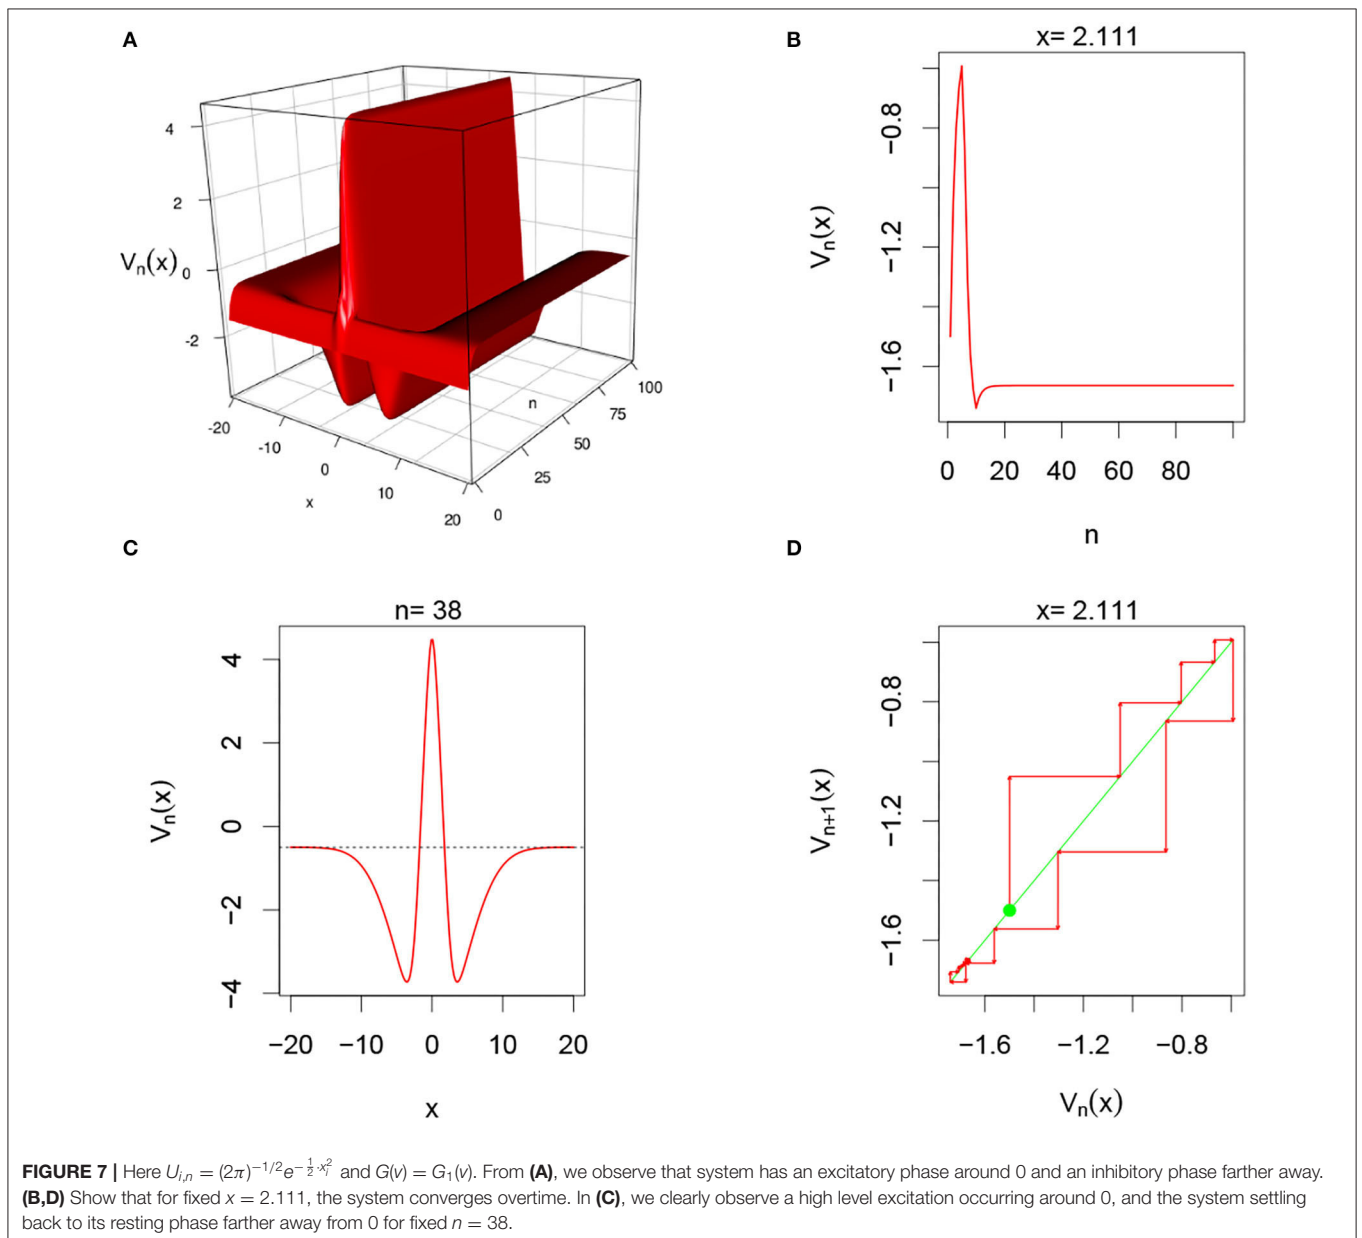 A
4
2
Vn(x)
0
-2
-20
-10
0
10
20
x
0
25
50
75
100
n
B
x= 2.111
Vn(x)
−0.8
−1.2
−1.6
0 20 40 60 80
n
C
n= 38
Vn(x)
4
2
0
−2
−4
−20 −10 0 10 20
x
D
x= 2.111
Vn+1(x)
−0.8
−1.2
−1.6
−1.6 −1.2 −0.8
Vn(x)
FIGURE 7 | Here U_{i,n} = (2π)^{−1/2}e^{−\frac{1}{2}·x_i^2} and G(v) = G₁(v). From (A), we observe that system has an excitatory phase around 0 and an inhibitory phase farther away.
(B,D) Show that for fixed x = 2.111, the system converges overtime. In (C), we clearly observe a high level excitation occurring around 0, and the system settling
back to its resting phase farther away from 0 for fixed n = 38.